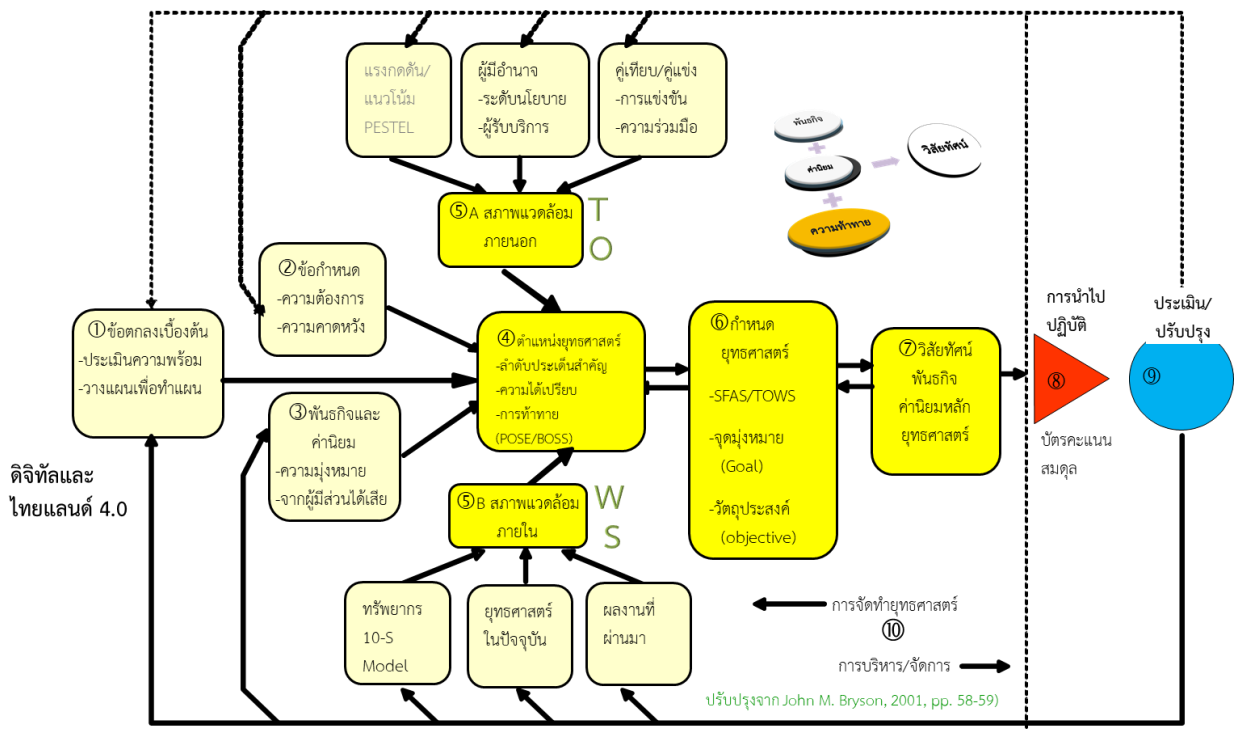 แรงกดดัน/
แนวโน้ม
PESTEL
ผู้มีอำนาจ
-ระดับนโยบาย
-ผู้รับบริการ
คู่เทียบ/คู่แข่ง
-การแข่งขัน
-ความร่วมมือ
พันธกิจ
+
ค่านิยม
+
ความท้าทาย
วิสัยทัศน์
⑤A สภาพแวดล้อม
ภายนอก
T
O
②ข้อกำหนด
-ความต้องการ
-ความคาดหวัง
①ข้อตกลงเบื้องต้น
-ประเมินความพร้อม
-วางแผนเพื่อทำแผน
③พันธกิจและ
ค่านิยม
-ความมุ่งหมาย
-จากผู้มีส่วนได้เสีย
④ตำแหน่งยุทธศาสตร์
-ลำดับประเด็นสำคัญ
-ความได้เปรียบ
-การท้าทาย
(POSE/BOSS)
⑥กำหนด
ยุทธศาสตร์
-SFAS/TOWS
-จุดมุ่งหมาย
(Goal)
-วัตถุประสงค์
(objective)
⑦วิสัยทัศน์
พันธกิจ
ค่านิยมหลัก
ยุทธศาสตร์
การนำไป
ปฏิบัติ
⑧
บัตรคะแนน
สมดุล
ประเมิน/
ปรับปรุง
⑨
ดิจิทัลและ
ไทยแลนด์ 4.0
⑤B สภาพแวดล้อม
ภายใน
W
S
ทรัพยากร
10-S
Model
ยุทธศาสตร์
ในปัจจุบัน
ผลงานที่
ผ่านมา
การจัดทำยุทธศาสตร์
⑩
การบริหาร/จัดการ
ปรับปรุงจาก John M. Bryson, 2001, pp. 58-59)